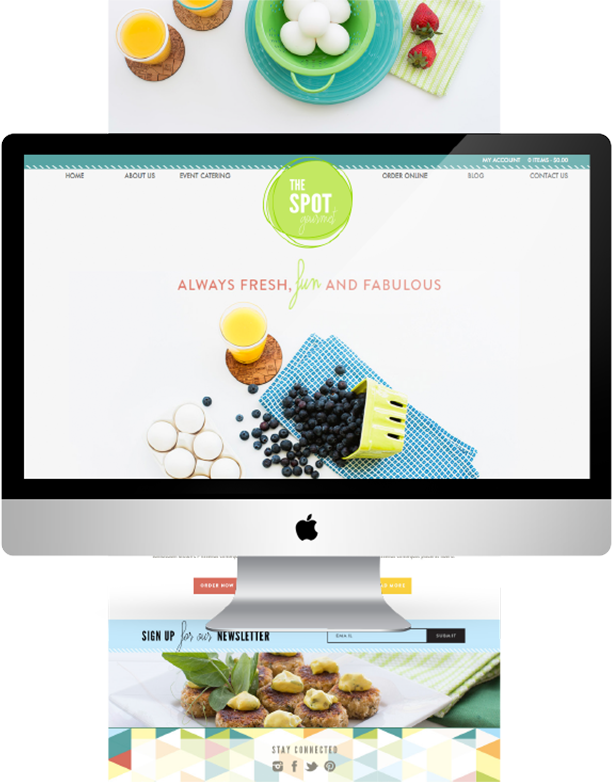 MY ACCOUNT 0 ITEMS - $0.00
HOME ABOUT US EVENT CATERING ORDER ONLINE BLOG CONTACT US
THE
SPOT
gourmet
ALWAYS FRESH, fun AND FABULOUS
ORDER NOW MORE
SIGN UP for our NEWSLETTER EMAIL SUBMIT
STAY CONNECTED